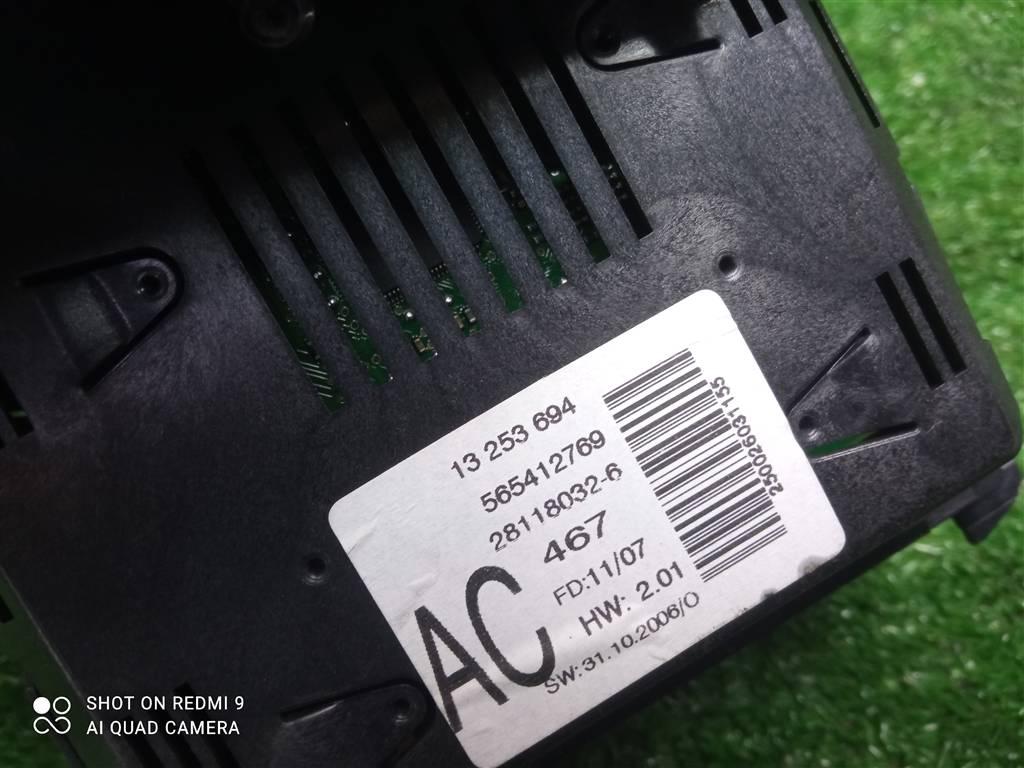 13 253 694
565412769
28118032-6
467
AC
FD:11/07
HW: 2.01
SW:31.10.2006/O
250026031155
SHOT ON REDMI 9
AI QUAD CAMERA